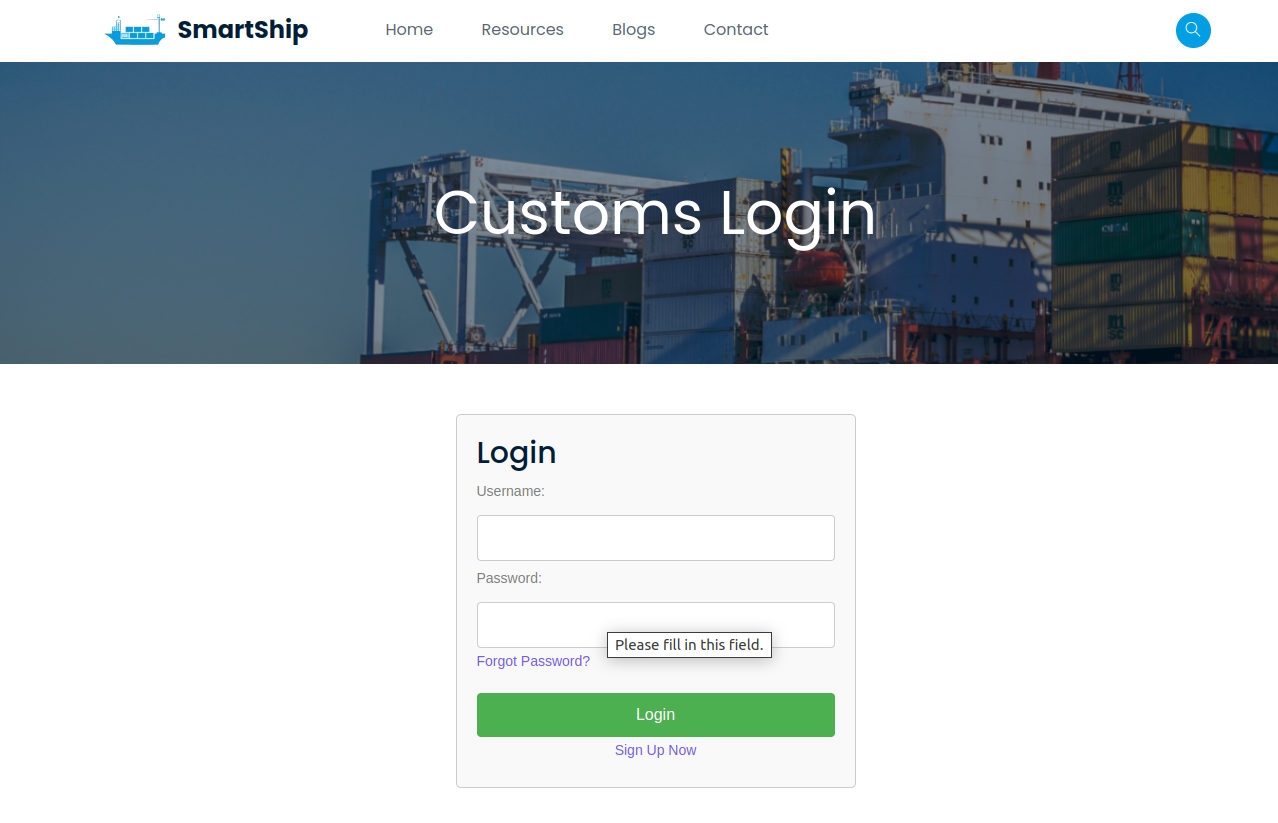 SmartShip
Home
Resources
Blogs
Contact
Customs Login
Login
Username:
Password:
Please fill in this field.
Forgot Password?
Login
Sign Up Now